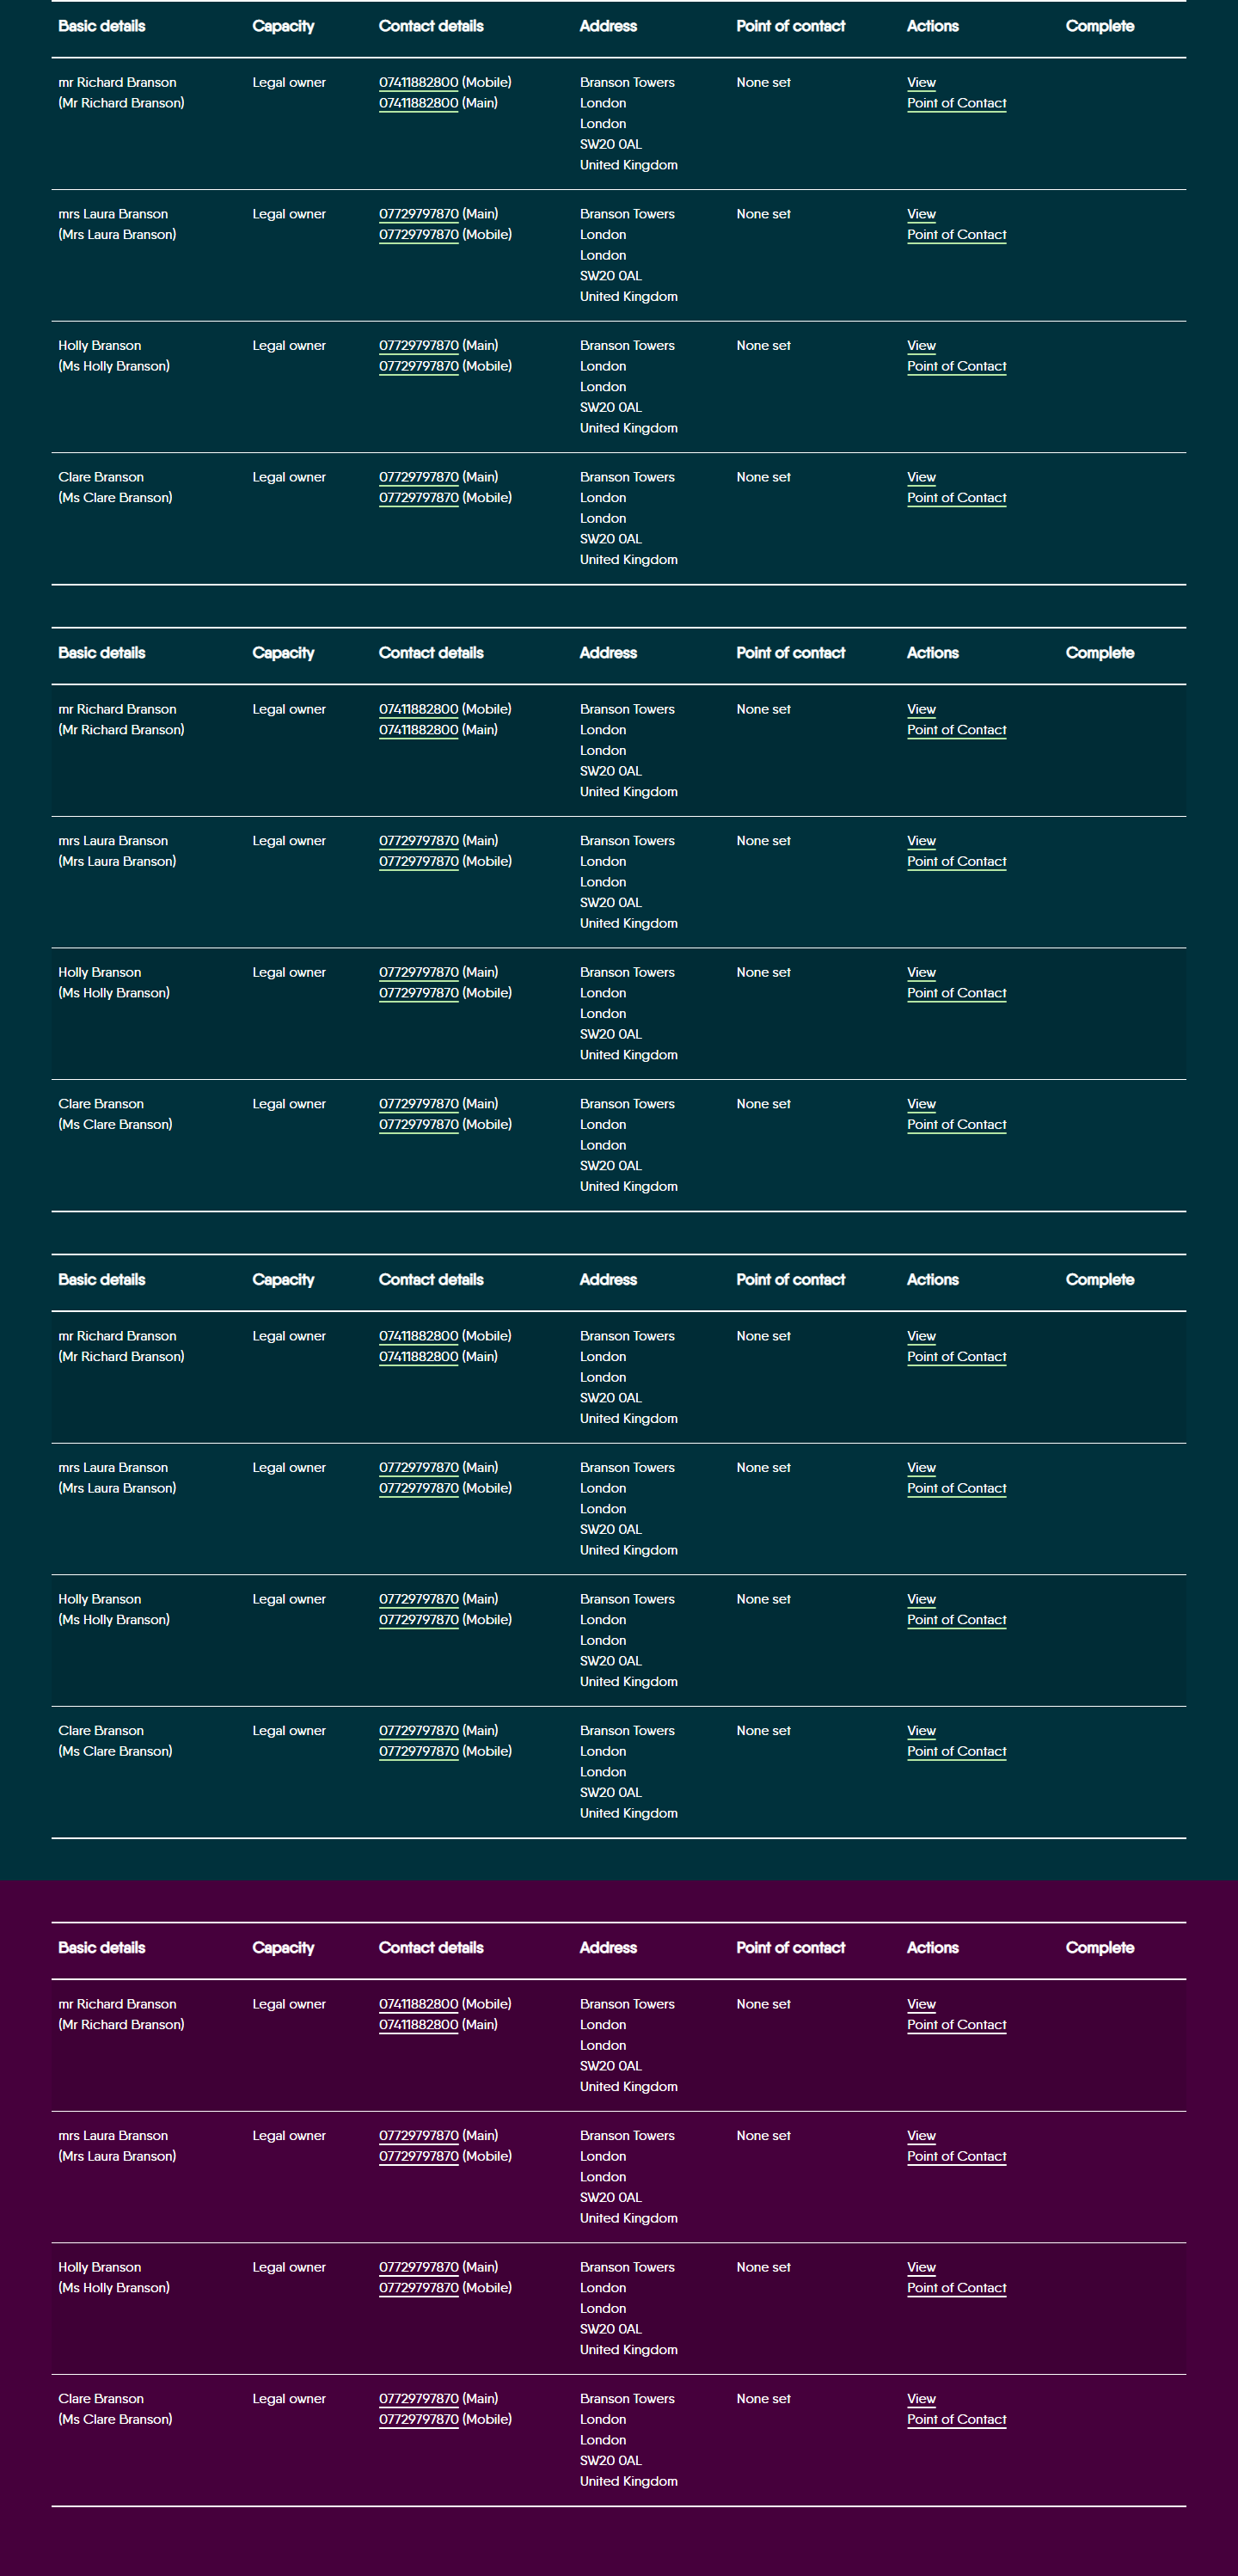 Basic details Capacity Contact details Address Point of contact Actions Complete
mr Richard Branson Legal owner 07411882800 (Mobile) Branson Towers None set View
(Mr Richard Branson) 07411882800 (Main) London Point of Contact
London
SW20 0AL
United Kingdom
mrs Laura Branson Legal owner 07729797870 (Main) Branson Towers None set View
(Mrs Laura Branson) 07729797870 (Mobile) London Point of Contact
London
SW20 0AL
United Kingdom
Holly Branson Legal owner 07729797870 (Main) Branson Towers None set View
(Ms Holly Branson) 07729797870 (Mobile) London Point of Contact
London
SW20 0AL
United Kingdom
Clare Branson Legal owner 07729797870 (Main) Branson Towers None set View
(Ms Clare Branson) 07729797870 (Mobile) London Point of Contact
London
SW20 0AL
United Kingdom
Basic details Capacity Contact details Address Point of contact Actions Complete
mr Richard Branson Legal owner 07411882800 (Mobile) Branson Towers None set View
(Mr Richard Branson) 07411882800 (Main) London Point of Contact
London
SW20 0AL
United Kingdom
mrs Laura Branson Legal owner 07729797870 (Main) Branson Towers None set View
(Mrs Laura Branson) 07729797870 (Mobile) London Point of Contact
London
SW20 0AL
United Kingdom
Holly Branson Legal owner 07729797870 (Main) Branson Towers None set View
(Ms Holly Branson) 07729797870 (Mobile) London Point of Contact
London
SW20 0AL
United Kingdom
Clare Branson Legal owner 07729797870 (Main) Branson Towers None set View
(Ms Clare Branson) 07729797870 (Mobile) London Point of Contact
London
SW20 0AL
United Kingdom
Basic details Capacity Contact details Address Point of contact Actions Complete
mr Richard Branson Legal owner 07411882800 (Mobile) Branson Towers None set View
(Mr Richard Branson) 07411882800 (Main) London Point of Contact
London
SW20 0AL
United Kingdom
mrs Laura Branson Legal owner 07729797870 (Main) Branson Towers None set View
(Mrs Laura Branson) 07729797870 (Mobile) London Point of Contact
London
SW20 0AL
United Kingdom
Holly Branson Legal owner 07729797870 (Main) Branson Towers None set View
(Ms Holly Branson) 07729797870 (Mobile) London Point of Contact
London
SW20 0AL
United Kingdom
Clare Branson Legal owner 07729797870 (Main) Branson Towers None set View
(Ms Clare Branson) 07729797870 (Mobile) London Point of Contact
London
SW20 0AL
United Kingdom
Basic details Capacity Contact details Address Point of contact Actions Complete
mr Richard Branson Legal owner 07411882800 (Mobile) Branson Towers None set View
(Mr Richard Branson) 07411882800 (Main) London Point of Contact
London
SW20 0AL
United Kingdom
mrs Laura Branson Legal owner 07729797870 (Main) Branson Towers None set View
(Mrs Laura Branson) 07729797870 (Mobile) London Point of Contact
London
SW20 0AL
United Kingdom
Holly Branson Legal owner 07729797870 (Main) Branson Towers None set View
(Ms Holly Branson) 07729797870 (Mobile) London Point of Contact
London
SW20 0AL
United Kingdom
Clare Branson Legal owner 07729797870 (Main) Branson Towers None set View
(Ms Clare Branson) 07729797870 (Mobile) London Point of Contact
London
SW20 0AL
United Kingdom